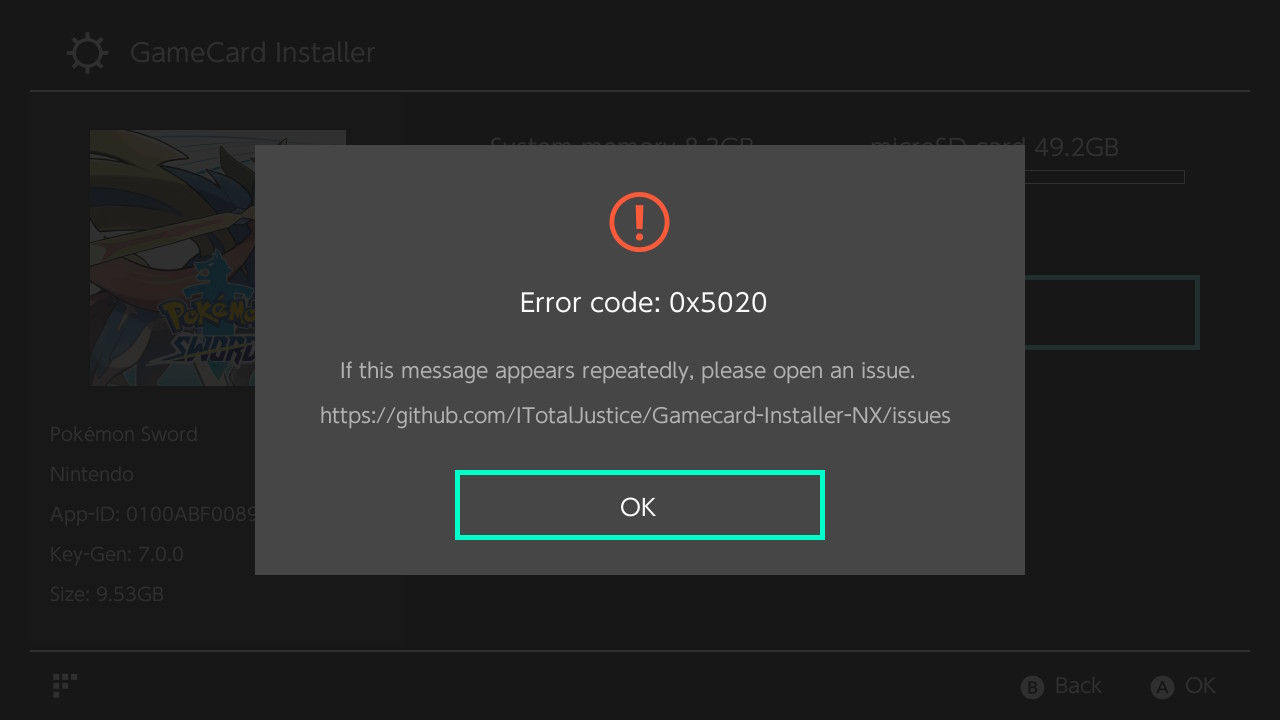 GameCard Installer
System memory 8.2GB
microSD card 49.2GB
Pokémon
SWORD
Error code: 0x5020
If this message appears repeatedly, please open an issue.
https://github.com/ITotalJustice/Gamecard-Installer-NX/issues
OK
Pokémon Sword
Nintendo
App-ID: 0100ABF0089
Key-Gen: 7.0.0
Size: 9.53GB
B Back
A OK